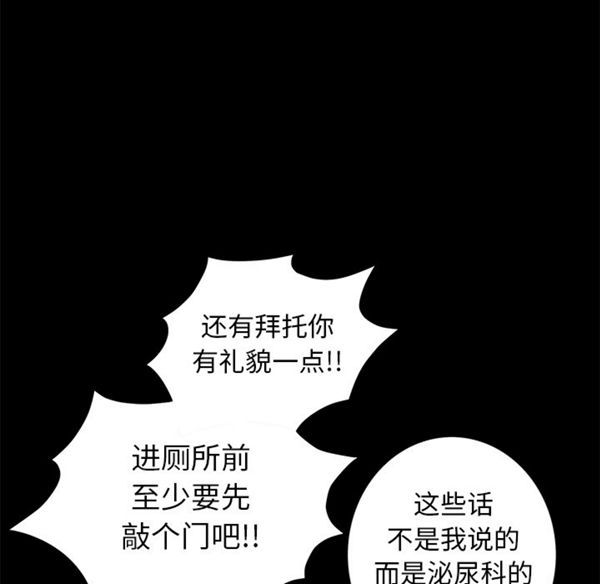 还有拜托你
有礼貌一点!!
进厕所前
至少要先
敲个门吧!!
这些话
不是我说的
而是泌尿科的